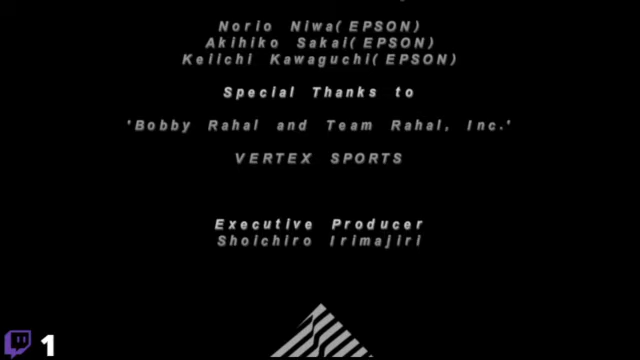 Norio Niwa(EPSON)
Akihiko Sakai(EPSON)
Keiichi Kawaguchi(EPSON)
Special Thanks to
'Bobby Rahal and Team Rahal, Inc.'
VERTEX SPORTS
Executive Producer
Shoichiro Irimajiri
1